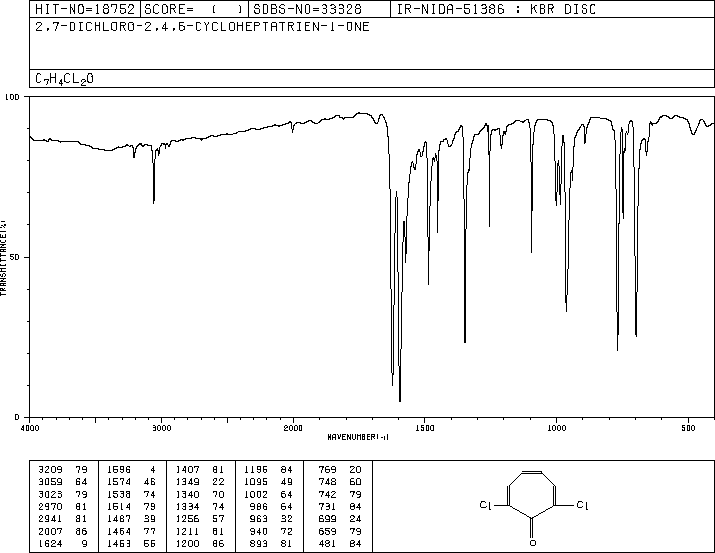 HIT-NO=18752 SCORE= ( ) SDBS-NO=33328 IR-NIDA-51386 : KBR DISC
2,7-DICHLORO-2,4,6-CYCLOHEPTATRIEN-1-ONE
C7H4CL2O
100
50
0
TRANSMITTANCE(%)
4000 3000 2000 1500 1000 500
WAVENUMBER(-1)
3209 79 1596 4 1407 81 1196 84 769 20
3059 64 1574 46 1349 22 1095 49 748 60
3023 79 1538 74 1340 70 1002 64 742 79
2970 81 1514 79 1334 74 986 64 731 84
2941 81 1487 39 1256 57 963 32 699 24
2007 86 1464 77 1211 81 940 72 659 79
1624 9 1453 55 1200 86 893 81 481 84
Cl Cl
O